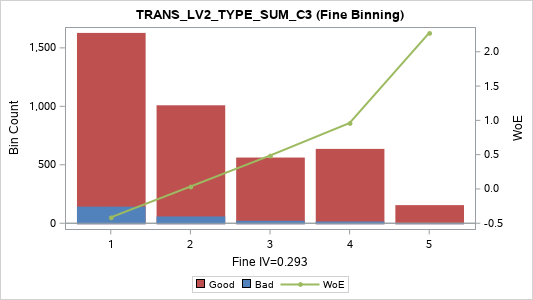 TRANS_LV2_TYPE_SUM_C3 (Fine Binning)
1,500
1,000
500
0
Bin Count
2.0
1.5
1.0
0.5
0.0
-0.5
WoE
1 2 3 4 5
Fine IV=0.293
Good Bad WoE